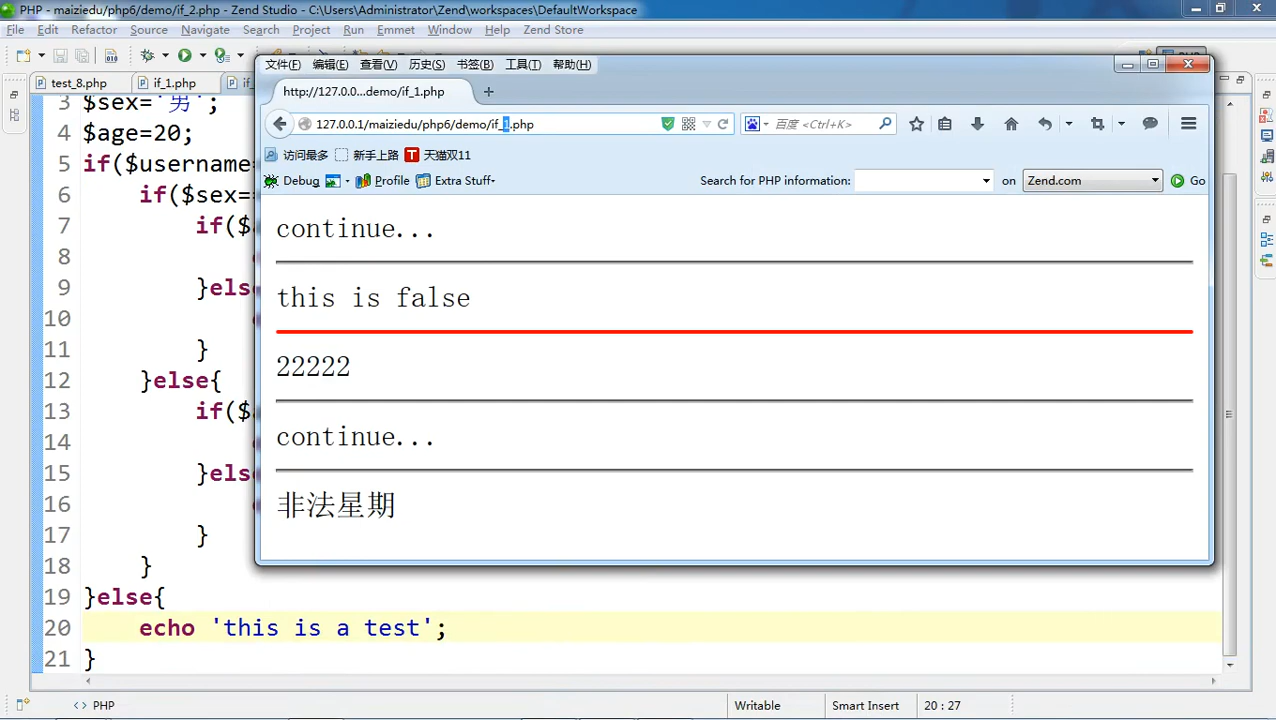 PHP - maiziedu/php6/demo/if_2.php - Zend Studio - C:\Users\Administrator\Zend\workspaces\DefaultWorkspace
File Edit Refactor Source Navigate Search Project Run Emmet Window Help Zend Store
test_8.php if_1.php
文件(F) 编辑(E) 查看(V) 历史(S) 书签(B) 工具(T) 帮助(H)
http://127.0.0...demo/if_1.php
127.0.0.1/maiziedu/php6/demo/if_1.php 百度 <Ctrl+K>
访问最多 新手上路 T 天猫双11
Debug Profile Extra Stuff Search for PHP information: on Zend.com Go
continue...
this is false
22222
continue...
非法星期
3 $sex='男';
4 $age=20;
5 if($username=
6 if($sex=
7 if($
8
9 }els
10
11 }
12 }else{
13 if($
14
15 }els
16
17 }
18 }
19 }else{
20 echo 'this is a test';
21 }
PHP Writable Smart Insert 20 : 27